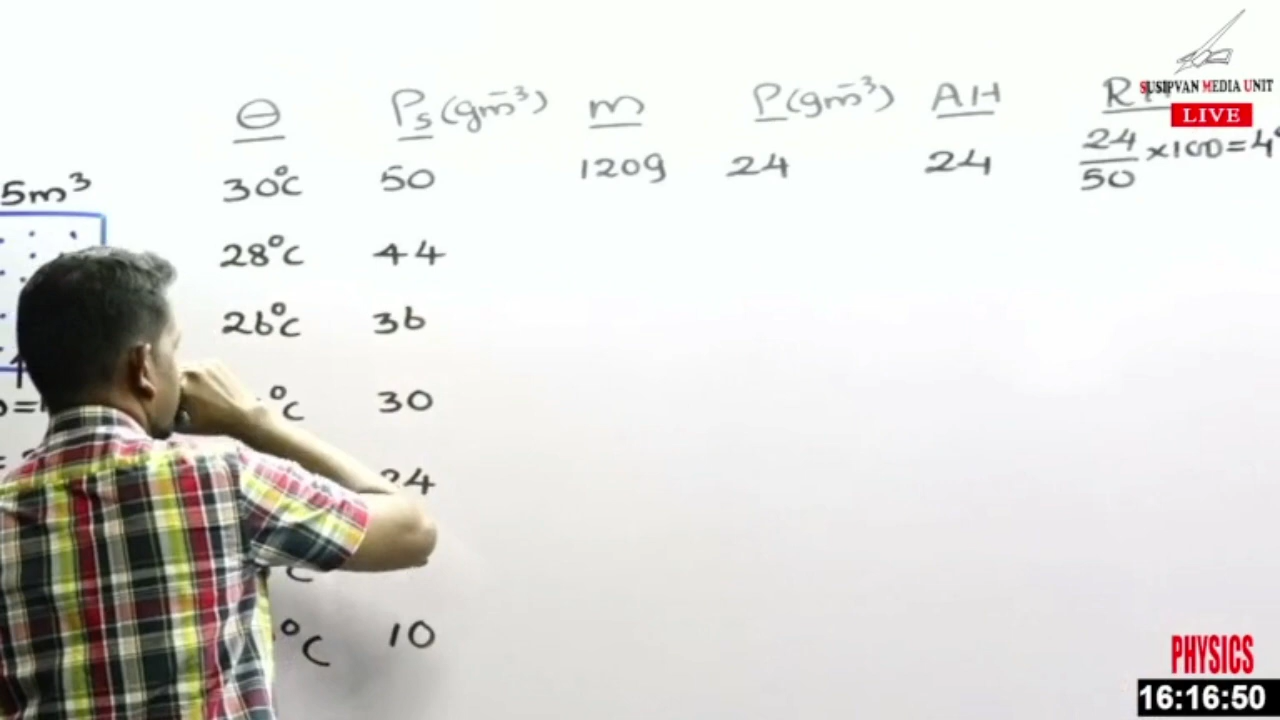 SUSIPVAN MEDIA UNIT
LIVE
θ Ps (gm⁻³) m ρ (gm⁻³) AH
5m³
30°C 50 120g 24 24 24/50 ×100 = 4
28°C 44
26°C 36
°C 30
24
10
°C
PHYSICS
16:16:50